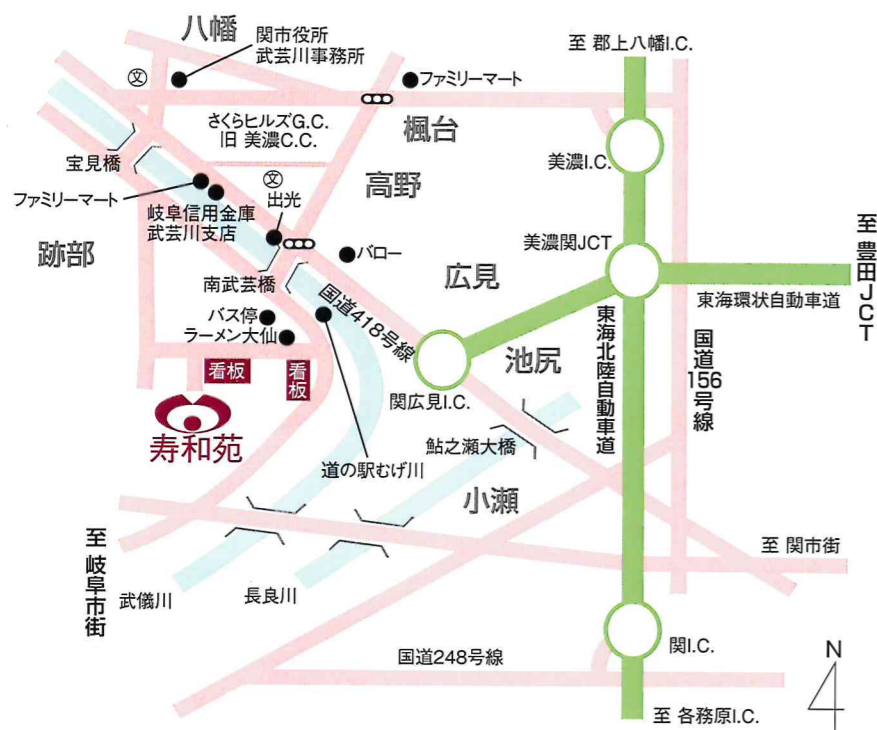 八幡
関市役所
武芸川事務所
文
ファミリーマート
至 郡上八幡I.C.
さくらヒルズG.C.
旧 美濃C.C.
楓台
宝見橋
美濃I.C.
文
高野
ファミリーマート
出光
岐阜信用金庫
武芸川支店
至 豊田JCT
跡部
バロー
美濃関JCT
南武芸橋
広見
東海環状自動車道
国道418号線
バス停
ラーメン大仙
東海北陸自動車道
国道156号線
池尻
看板
看板
関広見I.C.
寿和苑
鮎之瀬大橋
道の駅むげ川
小瀬
至 岐阜市街
至 関市街
武儀川
長良川
国道248号線
関I.C.
N
至 各務原I.C.